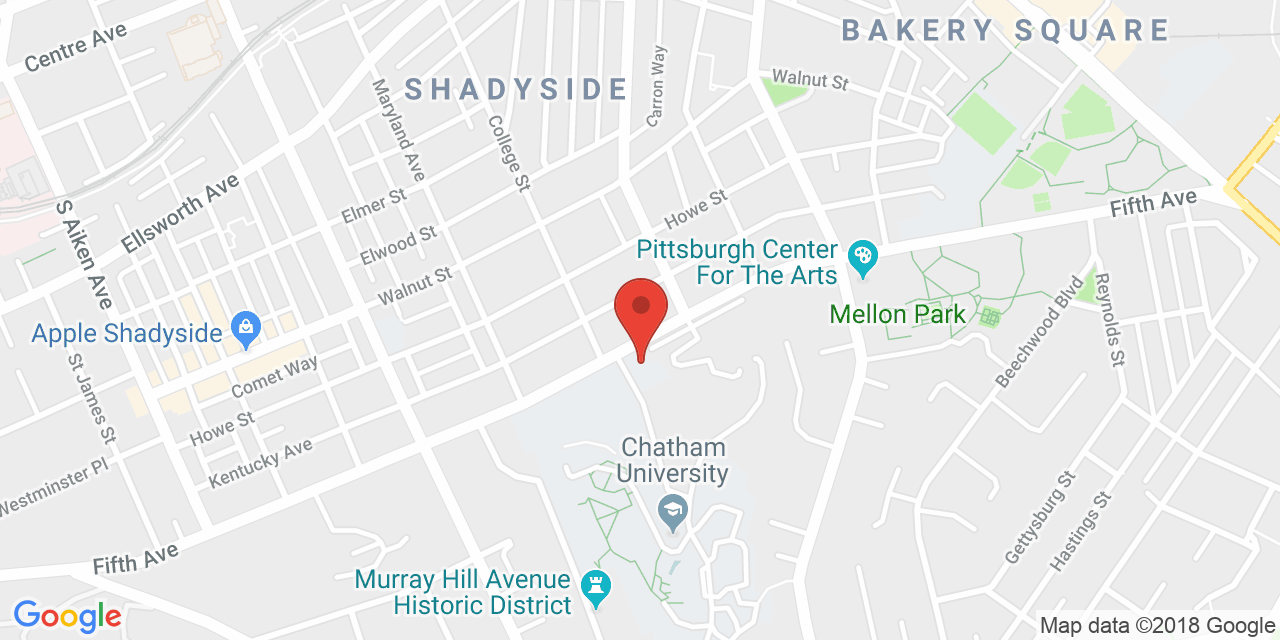 BAKERY SQUARE
Centre Ave
SHADYSIDE
Walnut St
Carron Way
Maryland Ave
College St
Ellsworth Ave
Elmer St
Howe St
Fifth Ave
S Aiken Ave
Elwood St
Walnut St
Pittsburgh Center
For The Arts
Mellon Park
Beechwood Blvd
Reynolds St
Apple Shadyside
St James St
Comet Way
Howe St
Kentucky Ave
Westminster Pl
Chatham
University
Gettysburg St
Hastings St
Fifth Ave
Murray Hill Avenue
Historic District
Google
Map data ©2018 Google